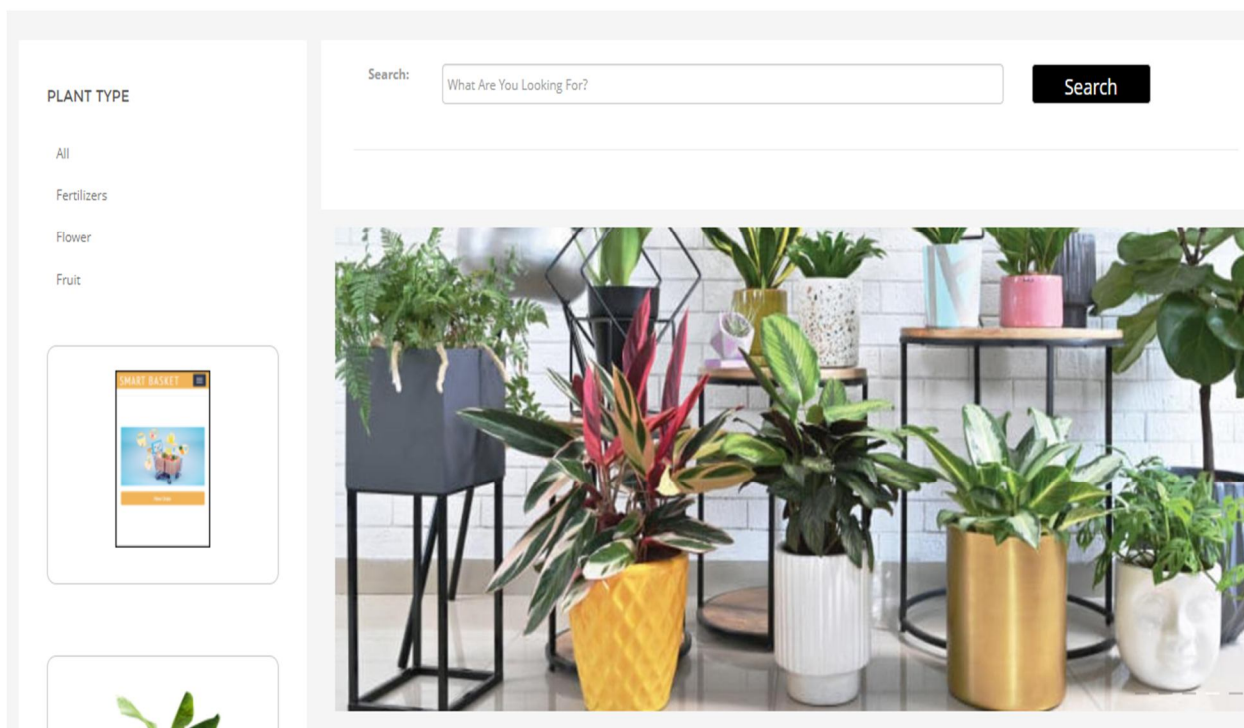 PLANT TYPE
All
Fertilizers
Flower
Fruit
SMART BASKET
Search:
What Are You Looking For?
Search